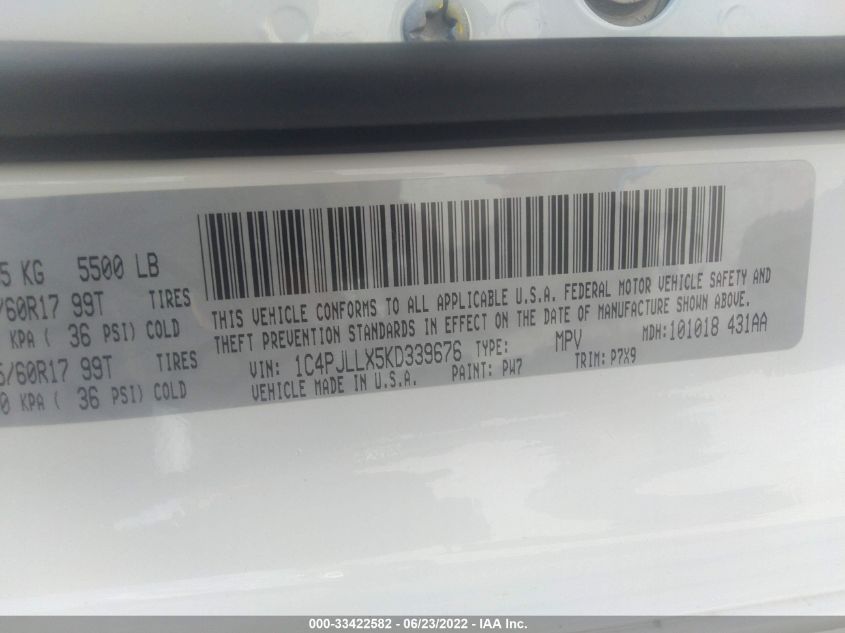 5 KG 5500 LB
/60R17 99T TIRES
KPA ( 36 PSI) COLD
5/60R17 99T TIRES
0 KPA ( 36 PSI) COLD
THIS VEHICLE CONFORMS TO ALL APPLICABLE U.S.A. FEDERAL MOTOR VEHICLE SAFETY AND
THEFT PREVENTION STANDARDS IN EFFECT ON THE DATE OF MANUFACTURE SHOWN ABOVE.
VIN: 1C4PJLLX5KD339676 TYPE: MPV MDH:101018 431AA
VEHICLE MADE IN U.S.A. PAINT: PW7 TRIM: P7X9
000-33422582 / 06/23/2022 - IAA Inc.